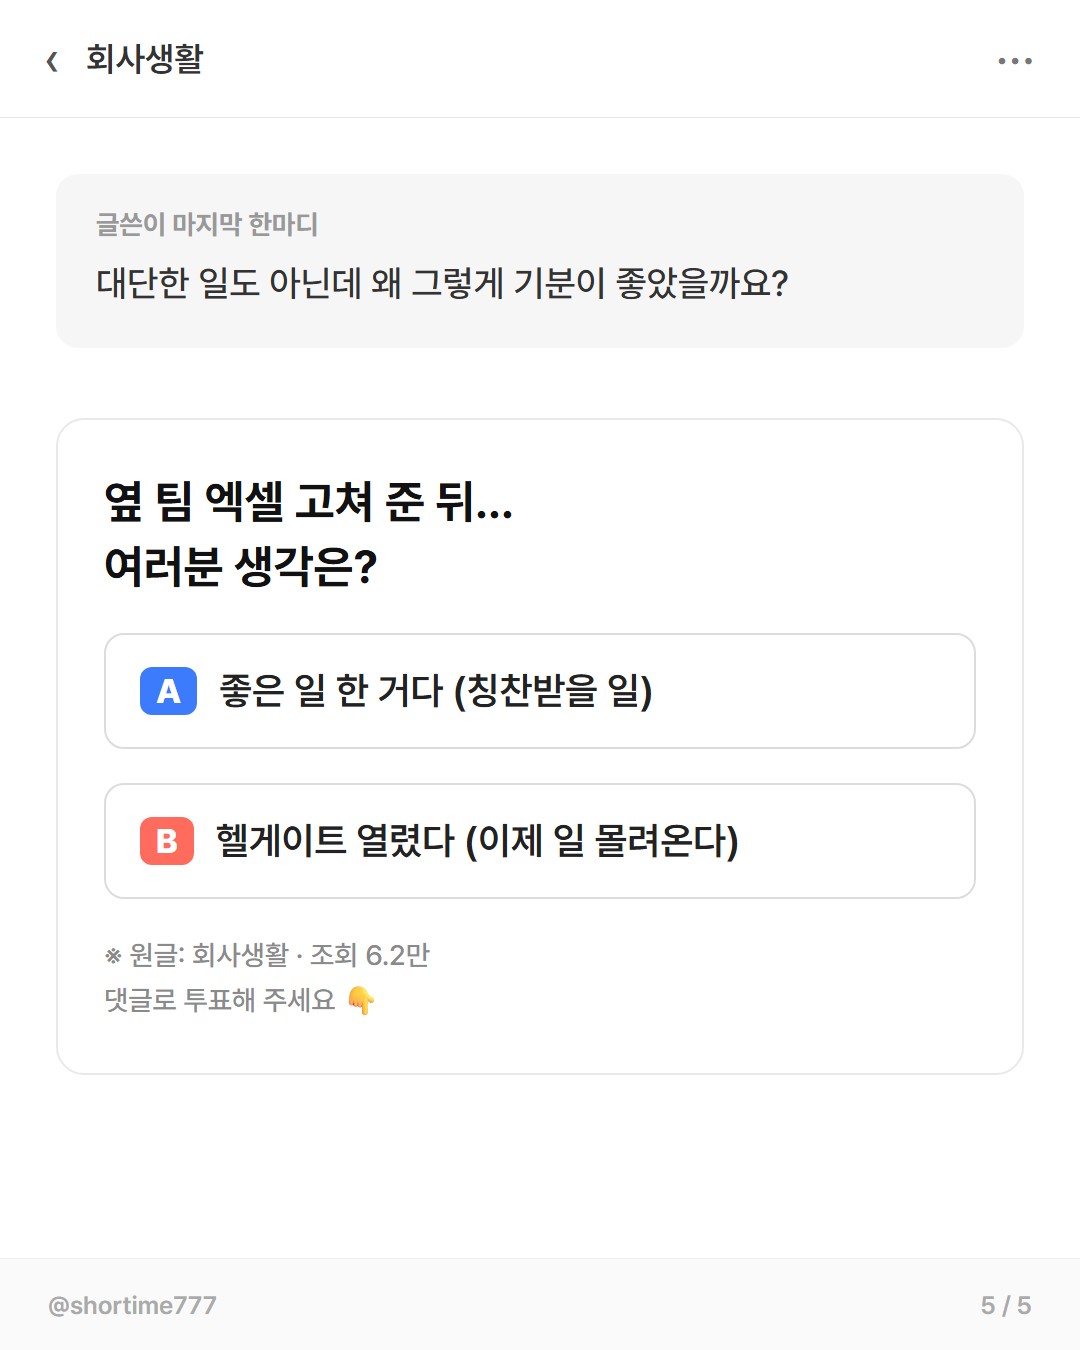 회사생활
글쓴이 마지막 한마디
대단한 일도 아닌데 왜 그렇게 기분이 좋았을까요?
옆 팀 엑셀 고쳐 준 뒤...
여러분 생각은?
A 좋은 일 한 거다 (칭찬받을 일)
B 헬게이트 열렸다 (이제 일 몰려온다)
※ 원글: 회사생활 · 조회 6.2만
댓글로 투표해 주세요 👇
@shortime777
5 / 5